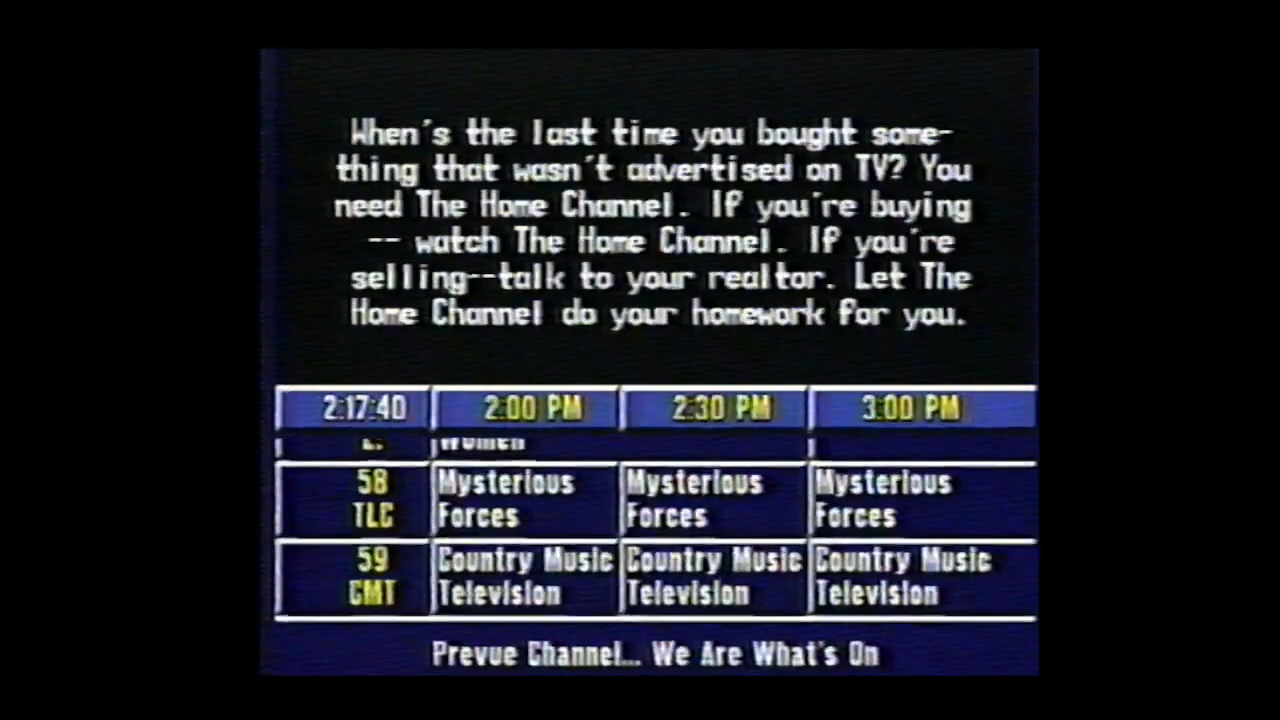 When's the last time you bought some-
thing that wasn't advertised on TV? You
need The Home Channel. If you're buying
-- watch The Home Channel. If you're
selling--talk to your realtor. Let The
Home Channel do your homework for you.
2:17:40 2:00 PM 2:30 PM 3:00 PM
Women
58 Mysterious Mysterious Mysterious
TLC Forces Forces Forces
59 Country Music Country Music Country Music
CMT Television Television Television
Prevue Channel... We Are What's On